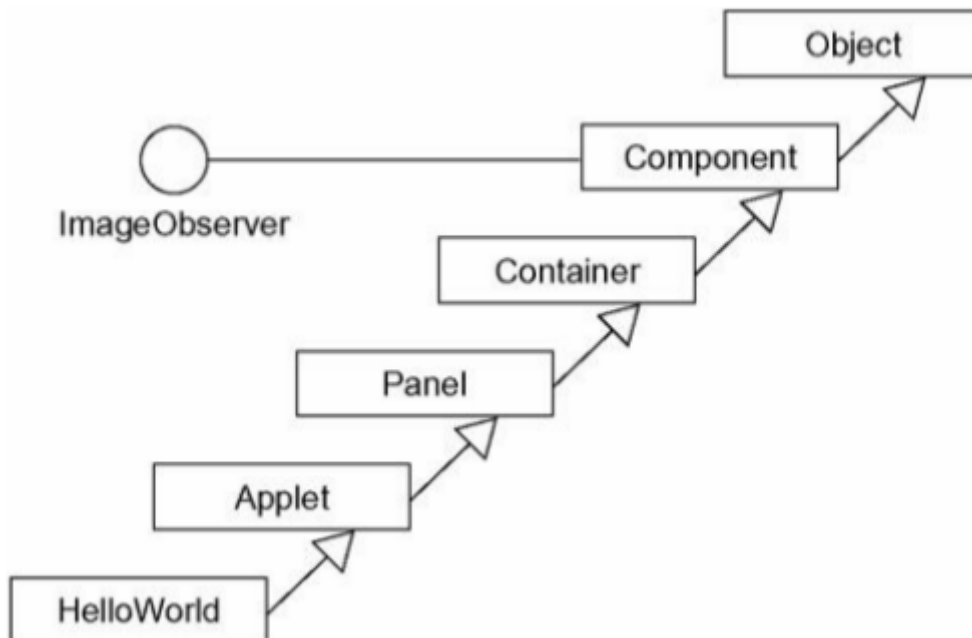 Object
Component
ImageObserver
Container
Panel
Applet
HelloWorld